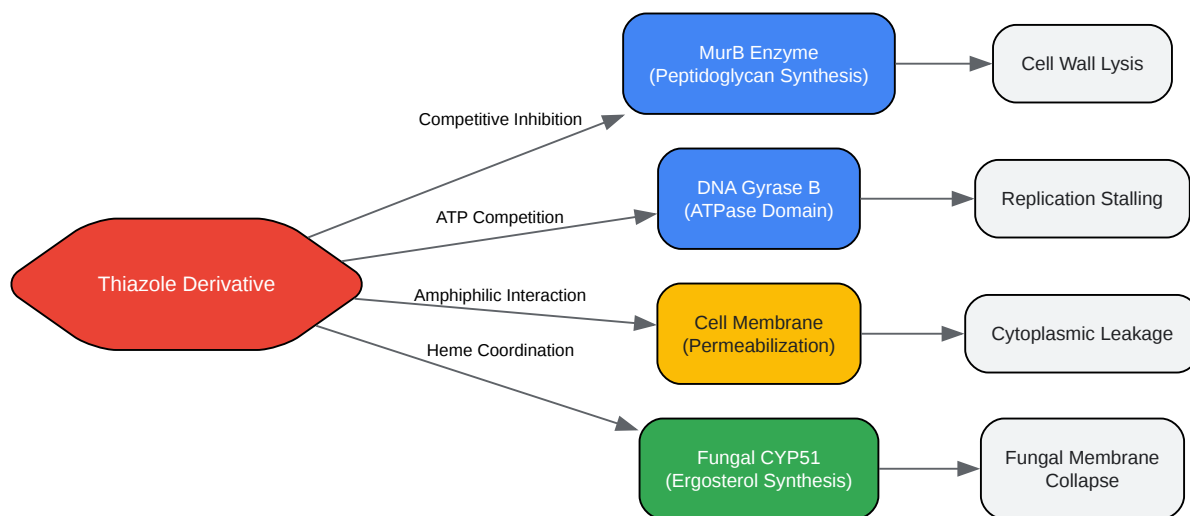 MurB Enzyme
(Peptidoglycan Synthesis)
Cell Wall Lysis
Competitive Inhibition
DNA Gyrase B
(ATPase Domain)
Replication Stalling
ATP Competition
Thiazole Derivative
Amphiphilic Interaction
Cell Membrane
(Permeabilization)
Cytoplasmic Leakage
Heme Coordination
Fungal CYP51
(Ergosterol Synthesis)
Fungal Membrane
Collapse